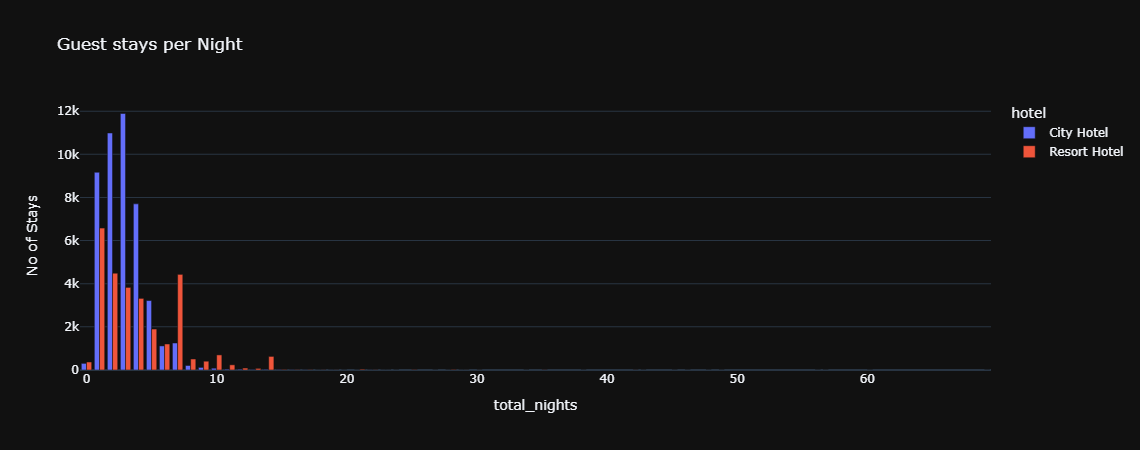 Guest stays per Night
hotel
City Hotel
Resort Hotel
No of Stays
12k
10k
8k
6k
4k
2k
0
0 10 20 30 40 50 60
total_nights